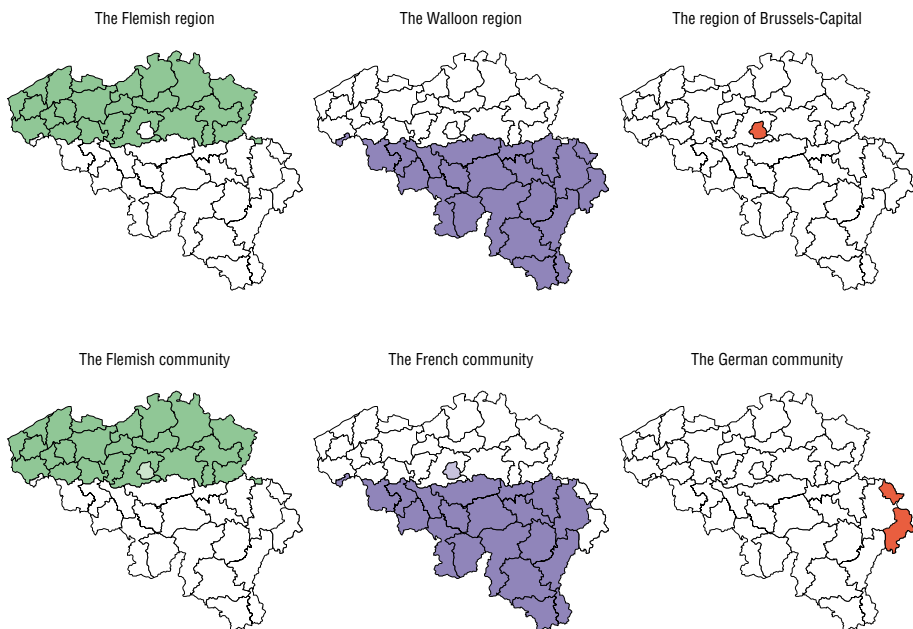 The Flemish region
The Walloon region
The region of Brussels-Capital
The Flemish community
The French community
The German community